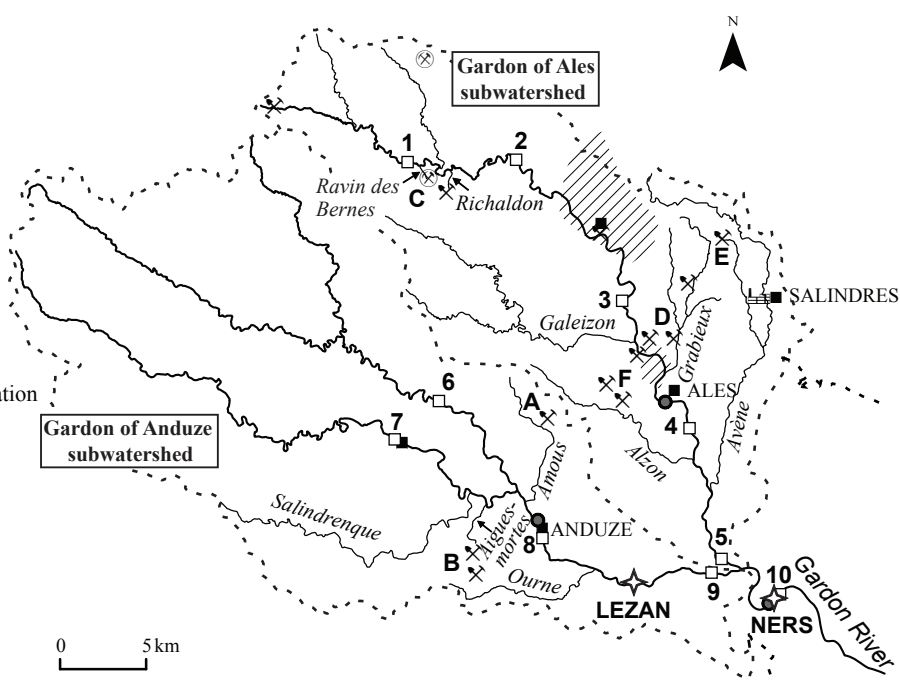 N
Gardon of Ales
subwatershed
1
2
Ravin des
Bernes
C
Richaldon
E
SALINDRES
3
D
Galeizon
Grabieux
ation
6
A
F
ALES
Gardon of Anduze
subwatershed
7
4
Avène
Alzon
Amous
Salindrenque
Aigues-
mortes
ANDUZE
8
5
B
Ourne
9
10
LEZAN
NERS
Gardon River
0
5 km